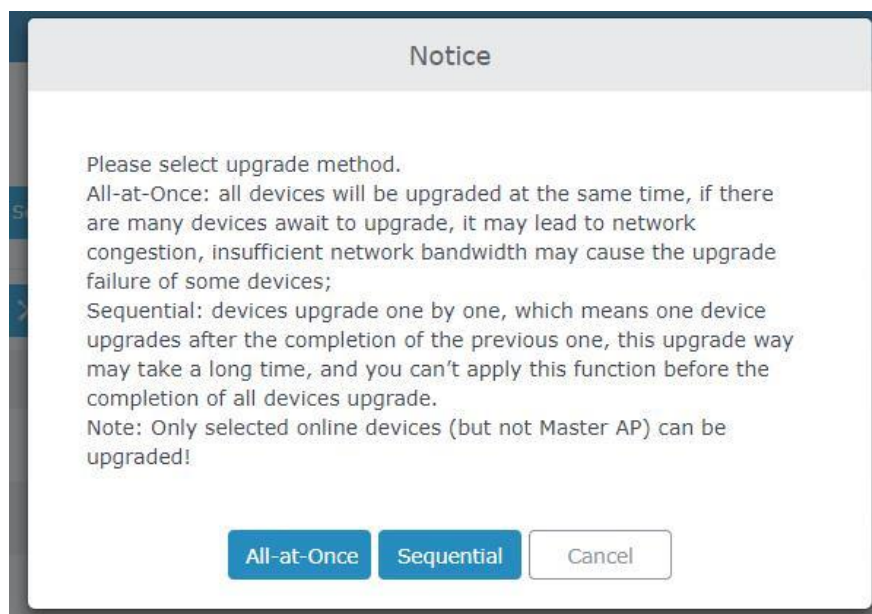 Notice
Please select upgrade method.
All-at-Once: all devices will be upgraded at the same time, if there
are many devices await to upgrade, it may lead to network
congestion, insufficient network bandwidth may cause the upgrade
failure of some devices;
Sequential: devices upgrade one by one, which means one device
upgrades after the completion of the previous one, this upgrade way
may take a long time, and you can’t apply this function before the
completion of all devices upgrade.
Note: Only selected online devices (but not Master AP) can be
upgraded!
All-at-Once Sequential Cancel